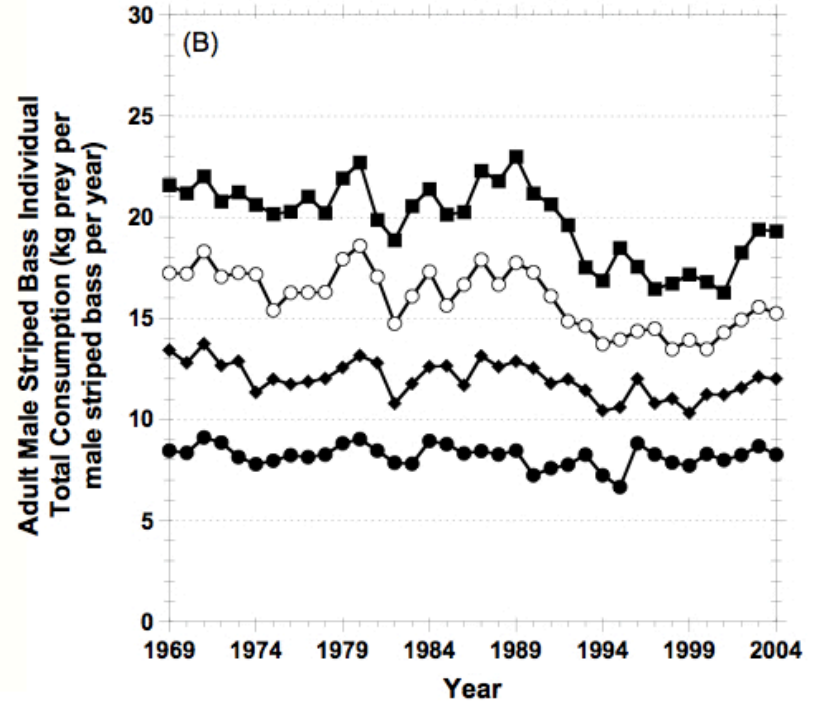 (B)
Adult Male Striped Bass Individual
Total Consumption (kg prey per
male striped bass per year)
30
25
20
15
10
5
0
1969 1974 1979 1984 1989 1994 1999 2004
Year